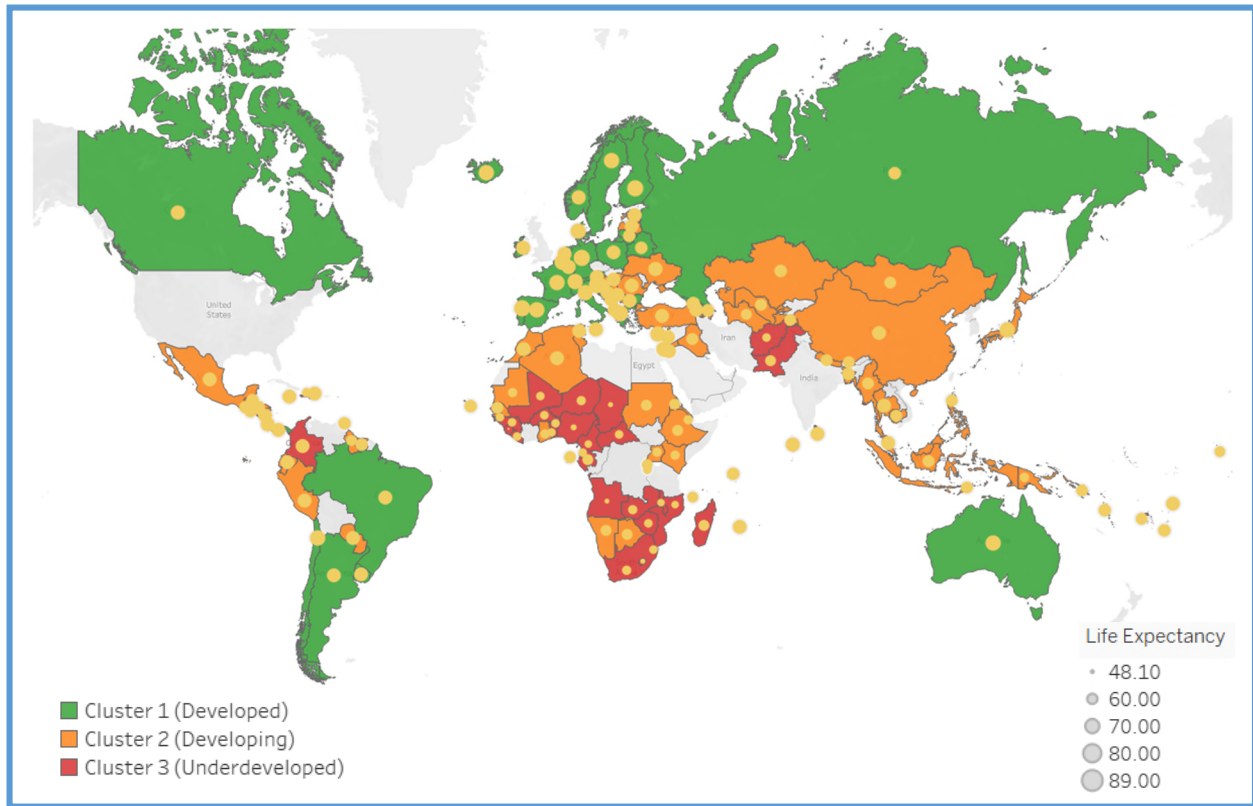 United
States
Iran
Egypt
India
Life Expectancy
48.10
60.00
70.00
80.00
89.00
Cluster 1 (Developed)
Cluster 2 (Developing)
Cluster 3 (Underdeveloped)